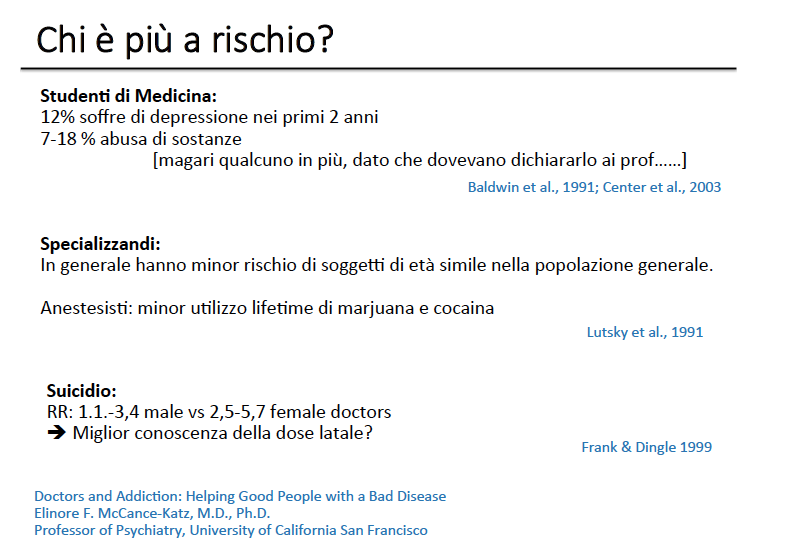 Chi è più a rischio?
Studenti di Medicina:
12% soffre di depressione nei primi 2 anni
7-18 % abusa di sostanze
[magari qualcuno in più, dato che dovevano dichiararlo ai prof......]
Baldwin et al., 1991; Center et al., 2003
Specializzandi:
In generale hanno minor rischio di soggetti di età simile nella popolazione generale.
Anestesisti: minor utilizzo lifetime di marjuana e cocaina
Lutsky et al., 1991
Suicidio:
RR: 1.1.-3,4 male vs 2,5-5,7 female doctors
➔ Miglior conoscenza della dose latale?
Frank & Dingle 1999
Doctors and Addiction: Helping Good People with a Bad Disease
Elinore F. McCance-Katz, M.D., Ph.D.
Professor of Psychiatry, University of California San Francisco